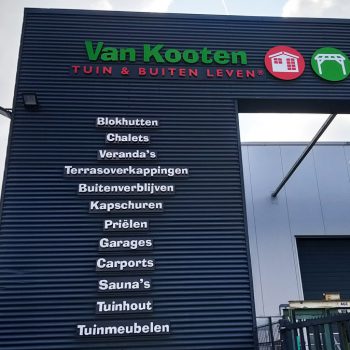 Van Kooten
TUIN & BUITEN LEVEN®
Blokhutten
Chalets
Veranda's
Terrasoverkappingen
Buitenverblijven
Kapschuren
Priëlen
Garages
Carports
Sauna's
Tuinhout
Tuinmeubelen